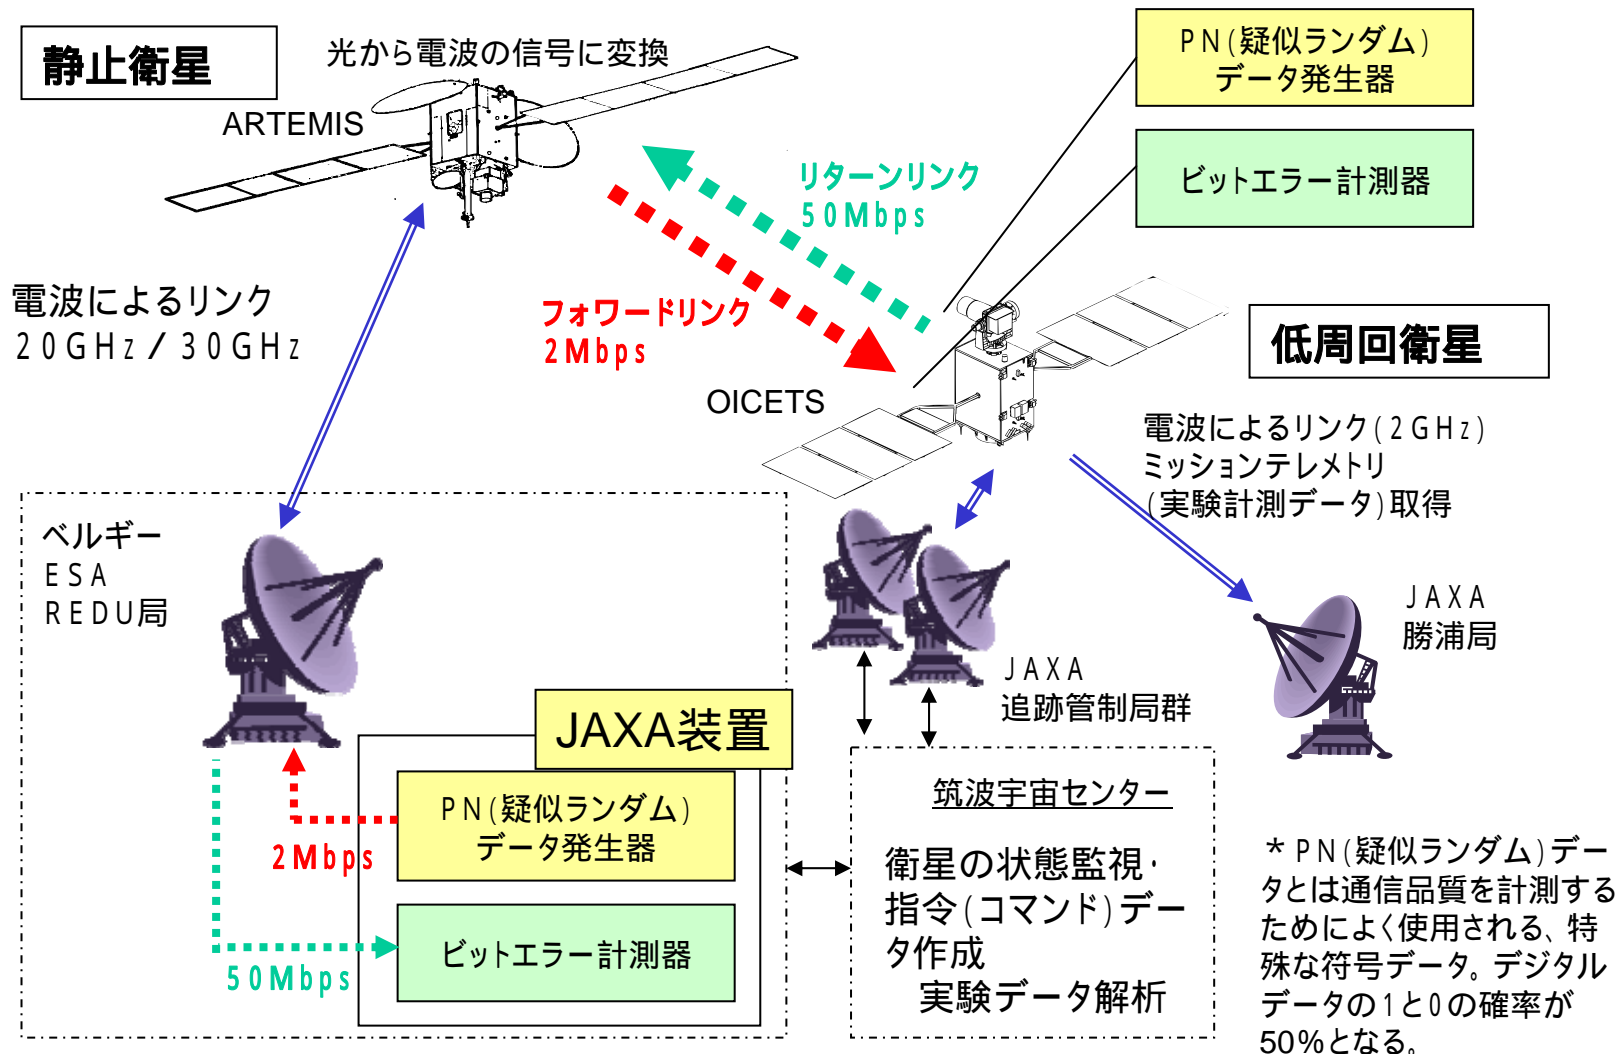 静止衛星
光から電波の信号に変換
ARTEMIS
PN(疑似ランダム)
データ発生器
ビットエラー計測器
リターンリンク
50Mbps
フォワードリンク
2Mbps
電波によるリンク
20GHz/30GHz
低周回衛星
OICETS
電波によるリンク(2GHz)
ミッションテレメトリ
(実験計測データ)取得
ベルギー
ESA
REDU局
JAXA
勝浦局
JAXA
追跡管制局群
JAXA装置
PN(疑似ランダム)
データ発生器
2Mbps
ビットエラー計測器
50Mbps
筑波宇宙センター
衛星の状態監視・
指令(コマンド)デー
タ作成
実験データ解析
*PN(疑似ランダム)デー
タとは通信品質を計測する
ためによく使用される、特
殊な符号データ。デジタル
データの1と0の確率が
50%となる。